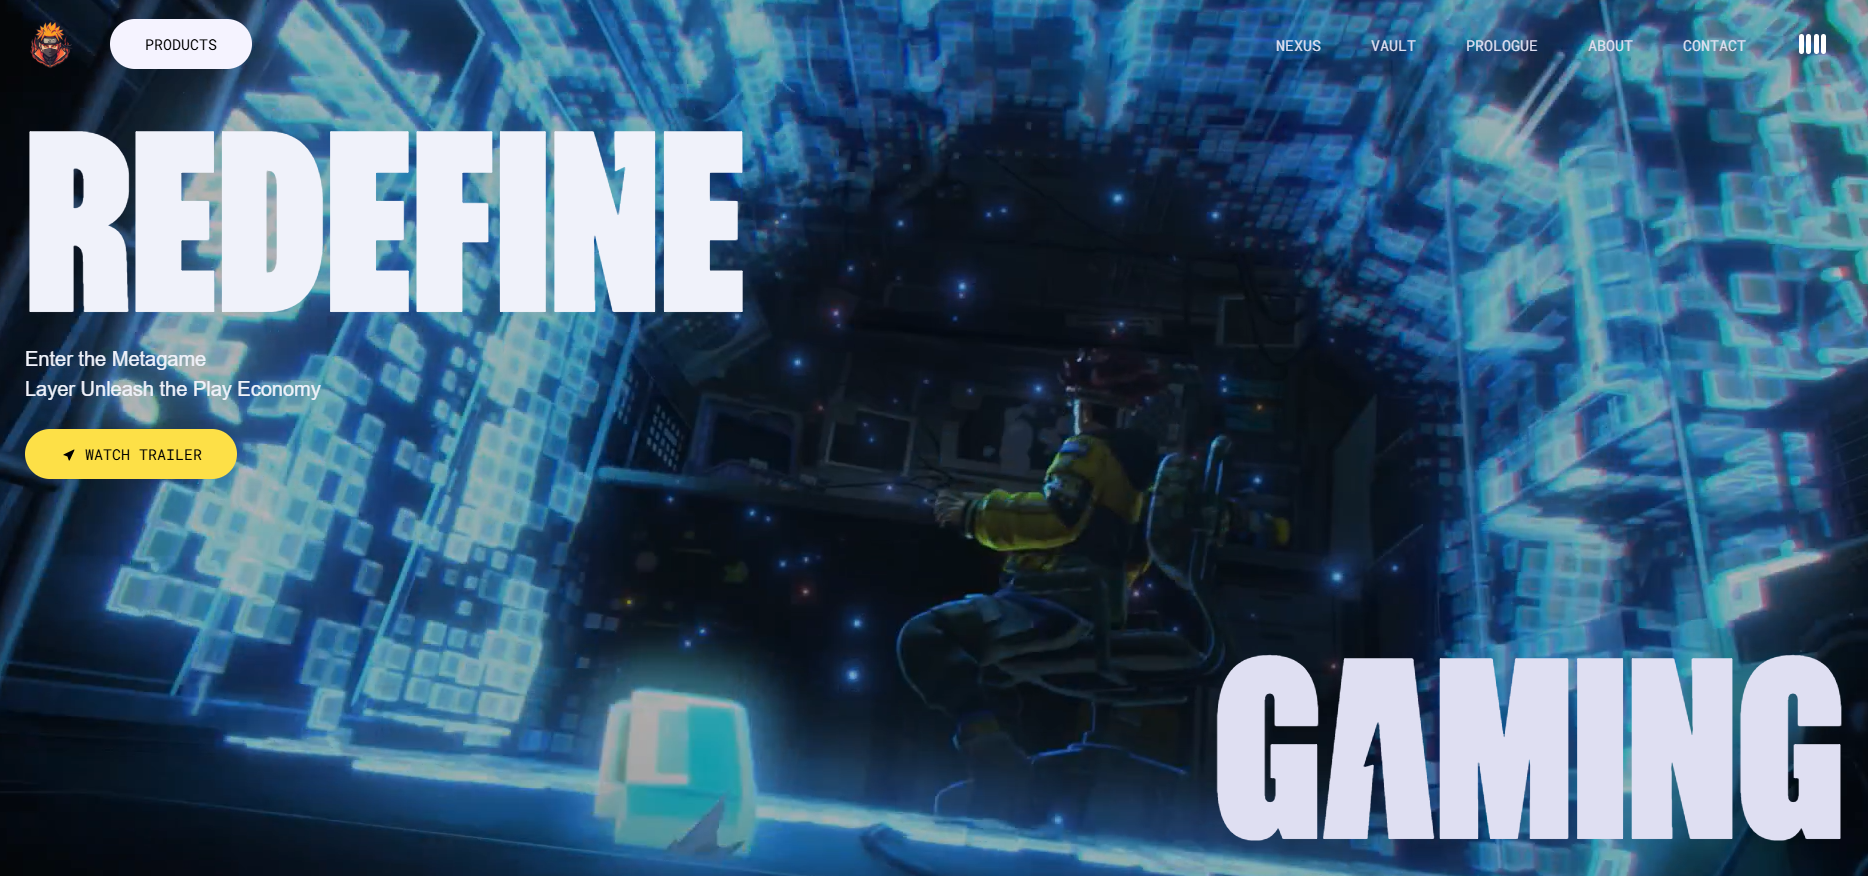 PRODUCTS
NEXUS VAULT PROLOGUE ABOUT CONTACT
REDEFINE
Enter the Metagame
Layer Unleash the Play Economy
WATCH TRAILER
GAMING